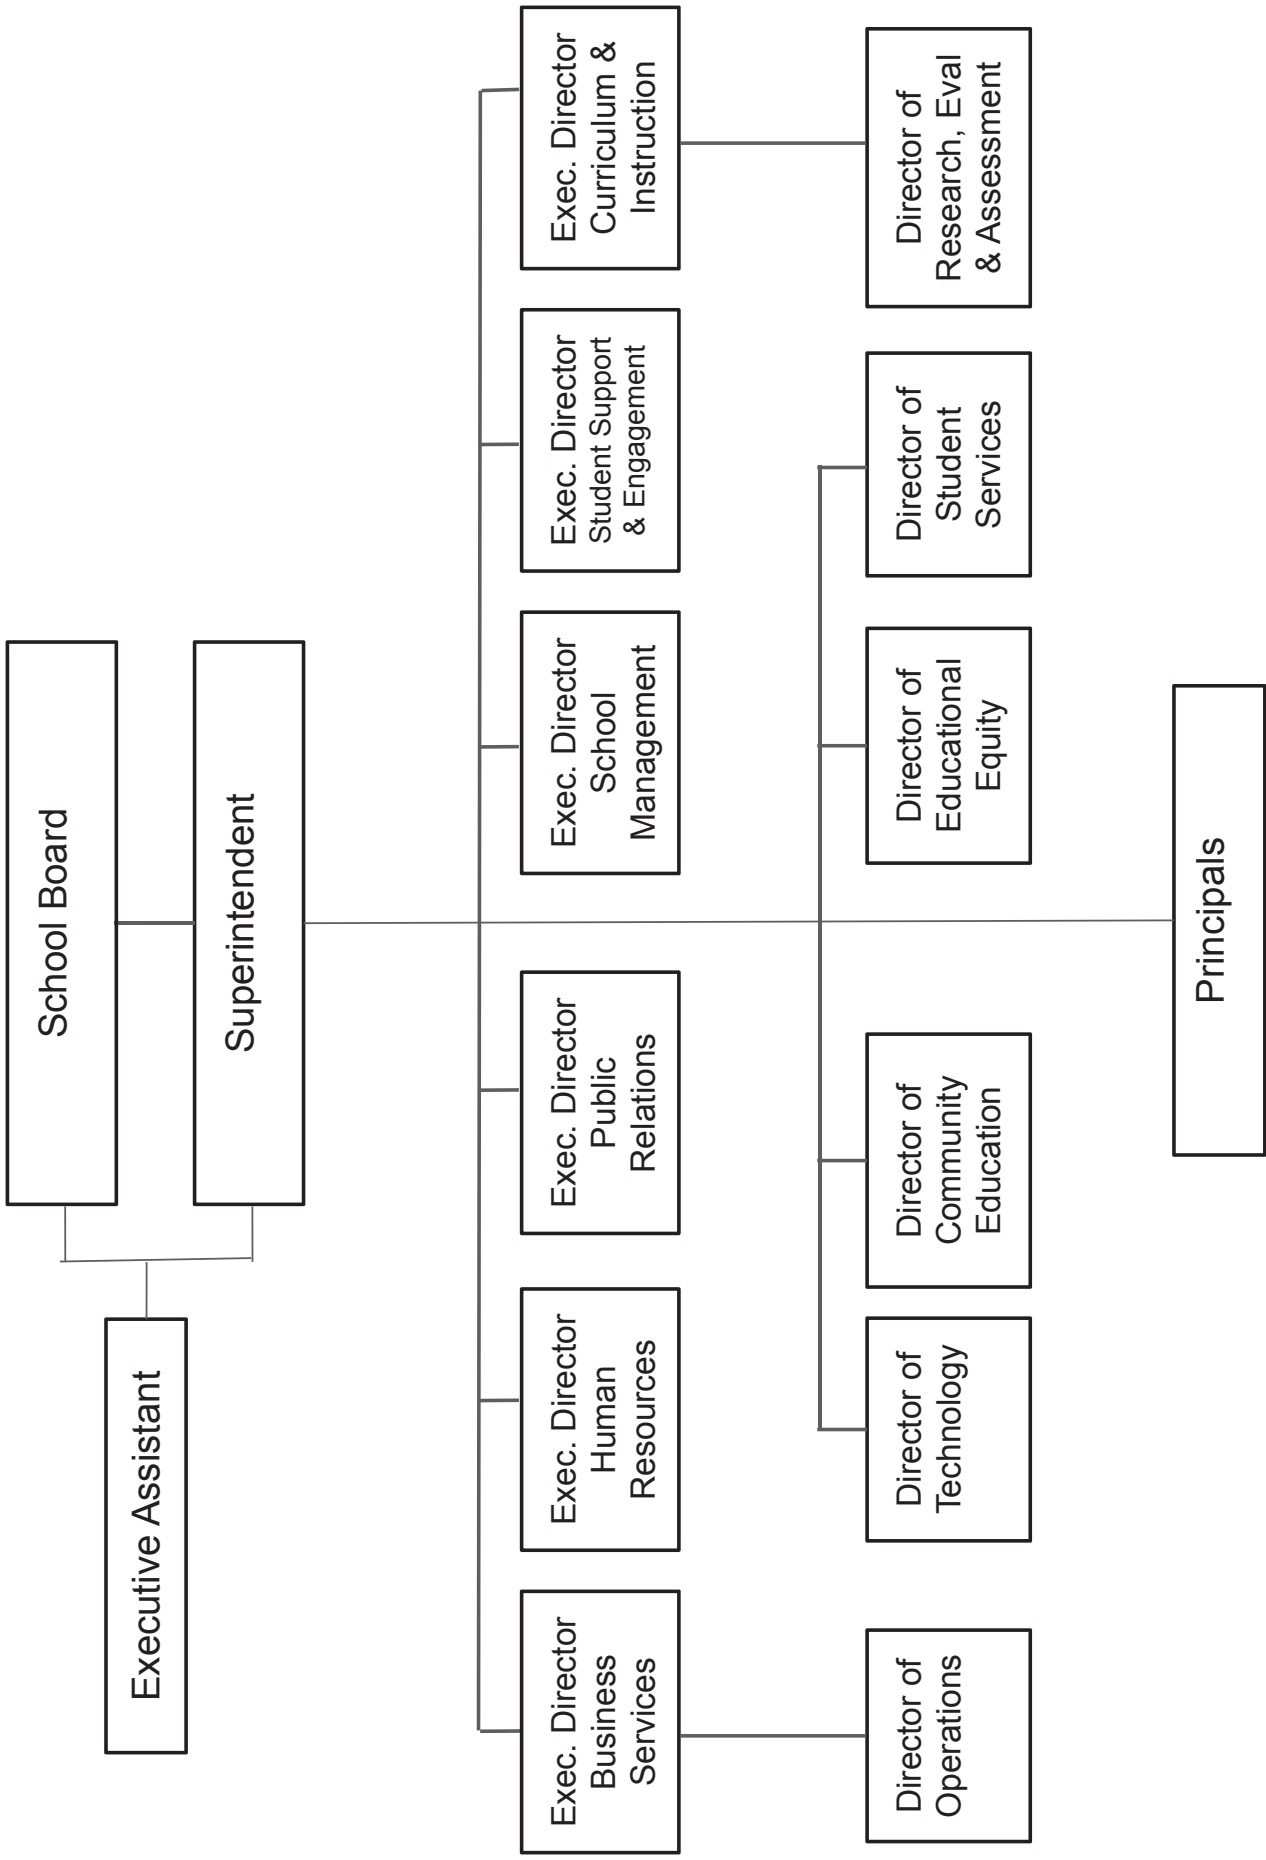 School Board
Executive Assistant
Superintendent
Exec. Director
Business
Services
Exec. Director
Human
Resources
Exec. Director
Public
Relations
Exec. Director
School
Management
Exec. Director
Student Support
& Engagement
Exec. Director
Curriculum &
Instruction
Director of
Operations
Director of
Technology
Director of
Community
Education
Director of
Educational
Equity
Director of
Student
Services
Director of
Research, Eval
& Assessment
Principals